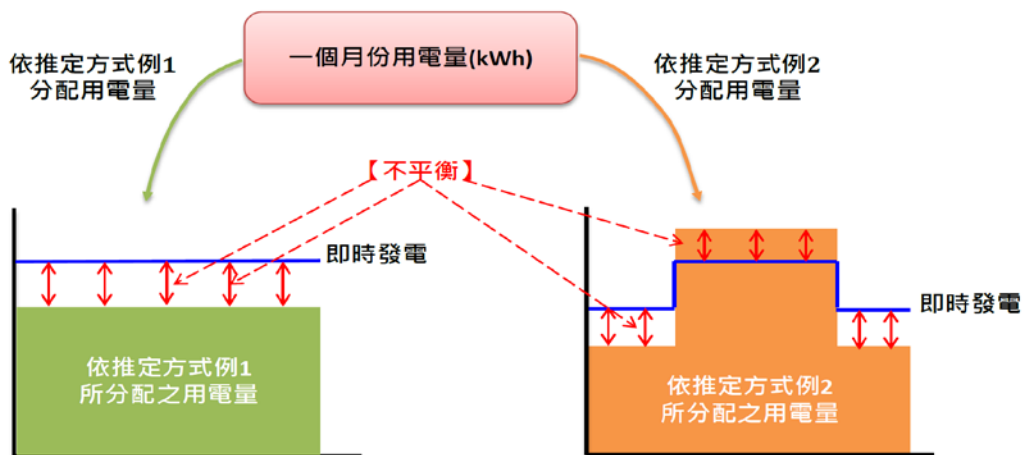 一個月份用電量(kWh)
依推定方式例1
分配用電量
依推定方式例2
分配用電量
【不平衡】
即時發電
即時發電
依推定方式例1
所分配之用電量
依推定方式例2
所分配之用電量